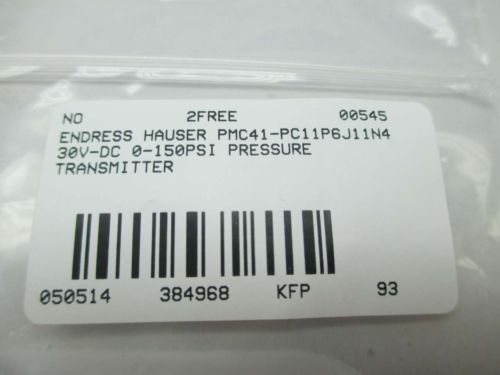 NO 2FREE 00545
ENDRESS HAUSER PMC41-PC11P6J11N4
30V-DC 0-150PSI PRESSURE
TRANSMITTER
050514 384968 KFP 93